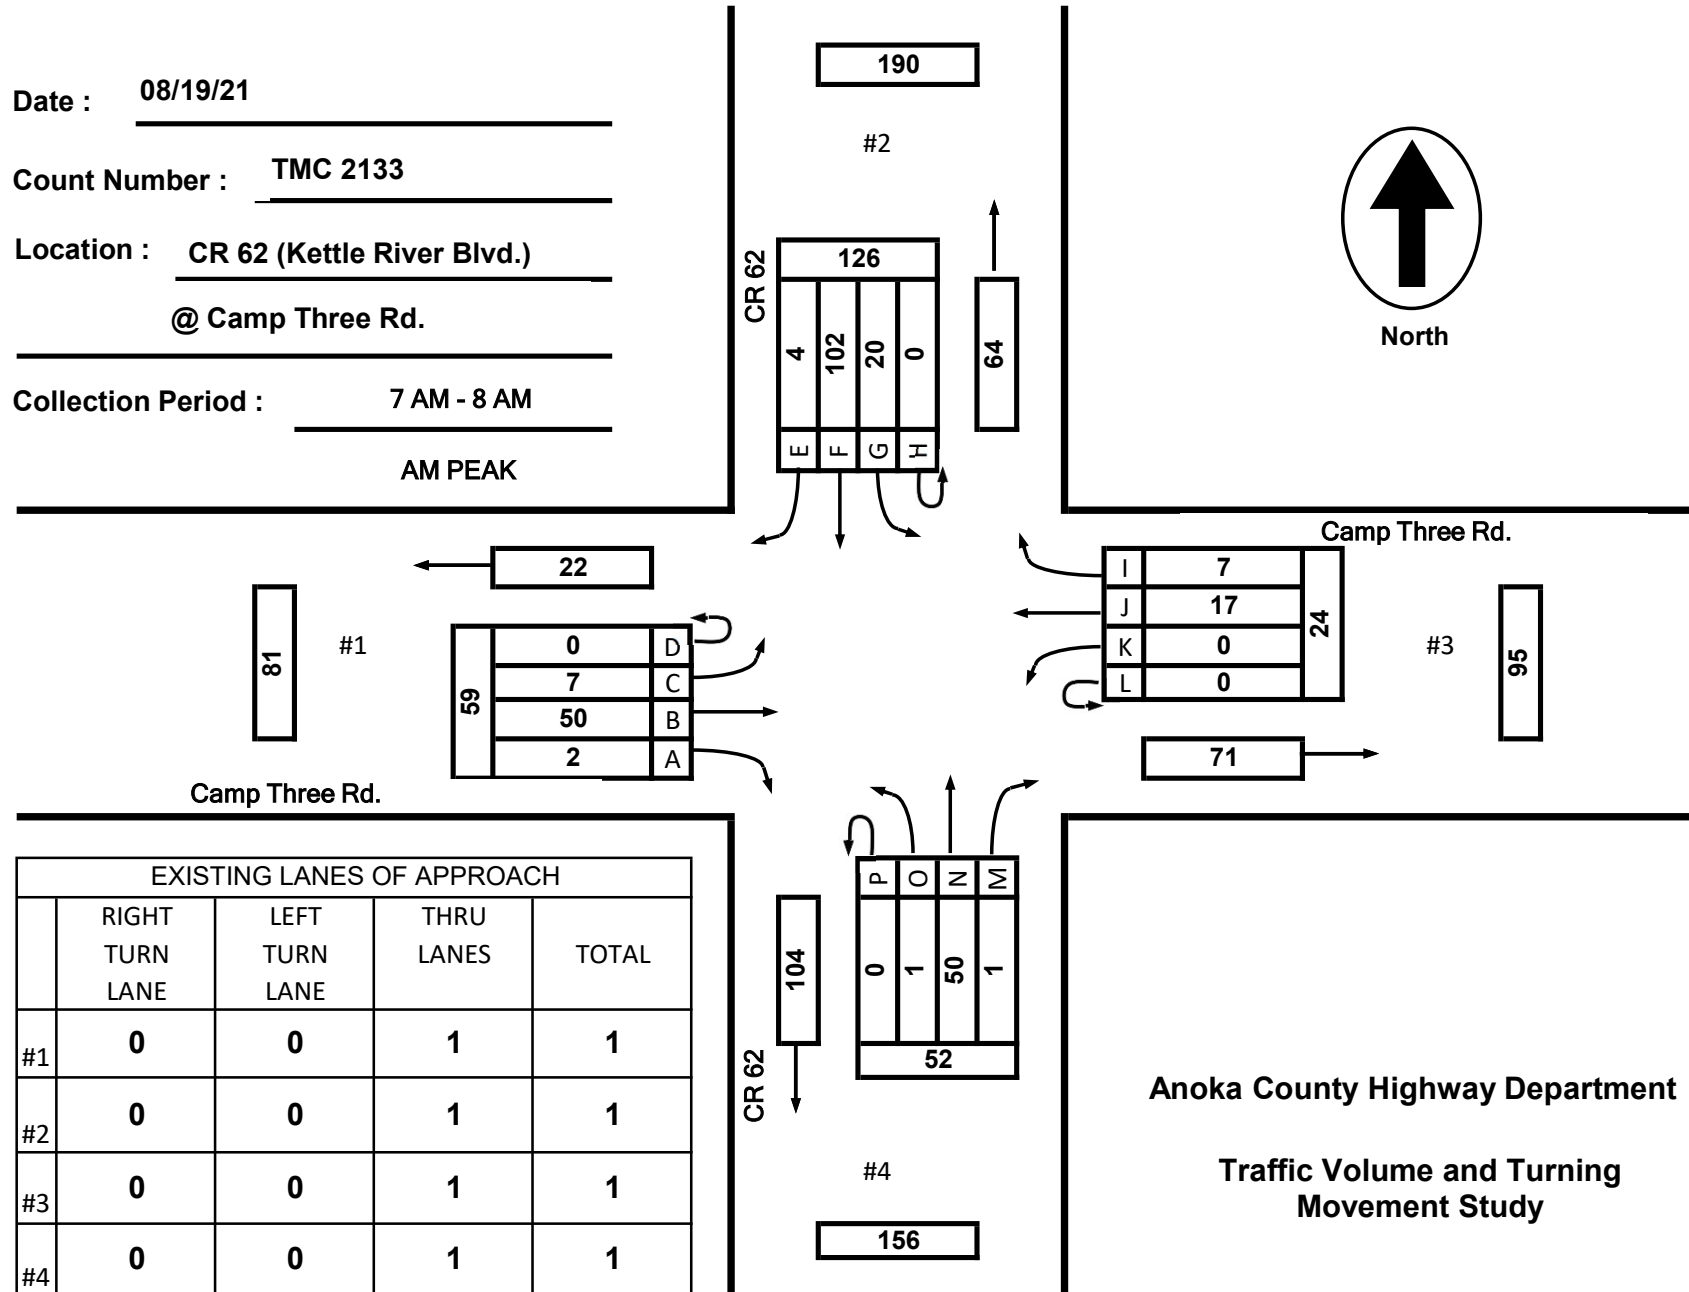 Date : 08/19/21
Count Number : TMC 2133
Location : CR 62 (Kettle River Blvd.)
@ Camp Three Rd.
Collection Period : 7 AM - 8 AM
AM PEAK
190
#2
CR 62
126
4 102 20 0
E F G H
64
North
Camp Three Rd.
22
81
#1
59
0 D
7 C
50 B
2 A
Camp Three Rd.
I 7
J 17
K 0
L 0
24
#3
95
71
P O N M
0 1 50 1
52
104
CR 62
#4
156
EXISTING LANES OF APPROACH
RIGHT LEFT THRU
TURN TURN LANES TOTAL
LANE LANE
#1 0 0 1 1
#2 0 0 1 1
#3 0 0 1 1
#4 0 0 1 1
Anoka County Highway Department
Traffic Volume and Turning
Movement Study